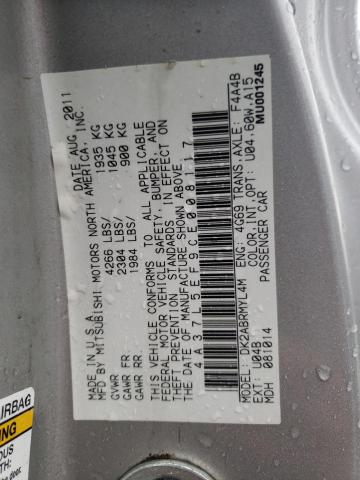 MADE IN U.S.A. DATE AUG 2011
MFD BY MITSUBISHI MOTORS NORTH AMERICA, INC.
GVWR 4266 LBS/ 1935 KG
GAWR FR. 2304 LBS/ 1045 KG
GAWR RR. 1984 LBS/ 900 KG
THIS VEHICLE CONFORMS TO ALL APPLICABLE
FEDERAL MOTOR VEHICLE SAFETY, BUMPER, AND
THEFT PREVENTION STANDARDS IN EFFECT ON
THE DATE OF MANUFACTURE SHOWN ABOVE.
4A37L5EF9CE008117
MODEL: DK2ABRMYL4M ENG: 4G69 TRANS.AXLE: F4A4B
EXT: U04B PAINT.INT.OPT: U04.60W.A15
MDH 081014 PASSENGER CAR MU001245
AIRBAG